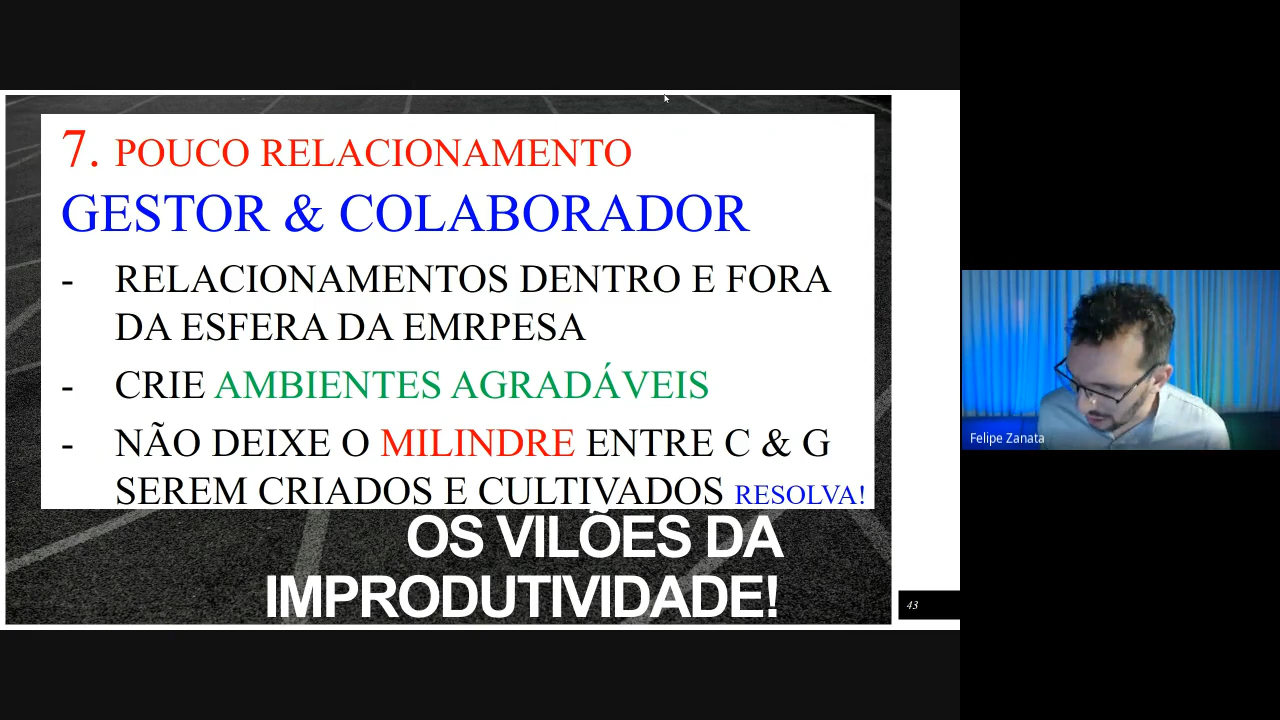 7. POUCO RELACIONAMENTO
GESTOR & COLABORADOR
- RELACIONAMENTOS DENTRO E FORA
DA ESFERA DA EMRPESA
- CRIE AMBIENTES AGRADÁVEIS
- NÃO DEIXE O MILINDRE ENTRE C & G
SEREM CRIADOS E CULTIVADOS RESOLVA!
OS VILÕES DA
IMPRODUTIVIDADE!
43
Felipe Zanata